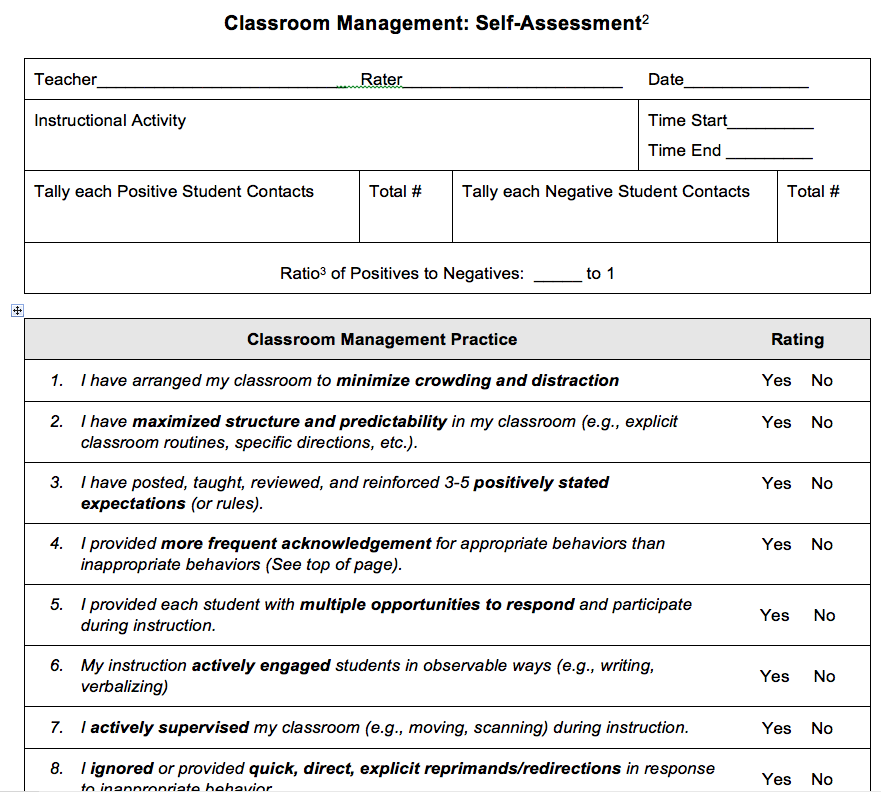 Classroom Management: Self-Assessment²
Teacher___________________________Rater________________________ Date______________
Instructional Activity
Time Start__________
Time End __________
Tally each Positive Student Contacts
Total #
Tally each Negative Student Contacts
Total #
Ratio³ of Positives to Negatives: _____ to 1
Classroom Management Practice Rating
1. I have arranged my classroom to minimize crowding and distraction Yes No
2. I have maximized structure and predictability in my classroom (e.g., explicit
classroom routines, specific directions, etc.). Yes No
3. I have posted, taught, reviewed, and reinforced 3-5 positively stated
expectations (or rules). Yes No
4. I provided more frequent acknowledgement for appropriate behaviors than
inappropriate behaviors (See top of page). Yes No
5. I provided each student with multiple opportunities to respond and participate
during instruction. Yes No
6. My instruction actively engaged students in observable ways (e.g., writing,
verbalizing) Yes No
7. I actively supervised my classroom (e.g., moving, scanning) during instruction. Yes No
8. I ignored or provided quick, direct, explicit reprimands/redirections in response
to inappropriate behavior. Yes No